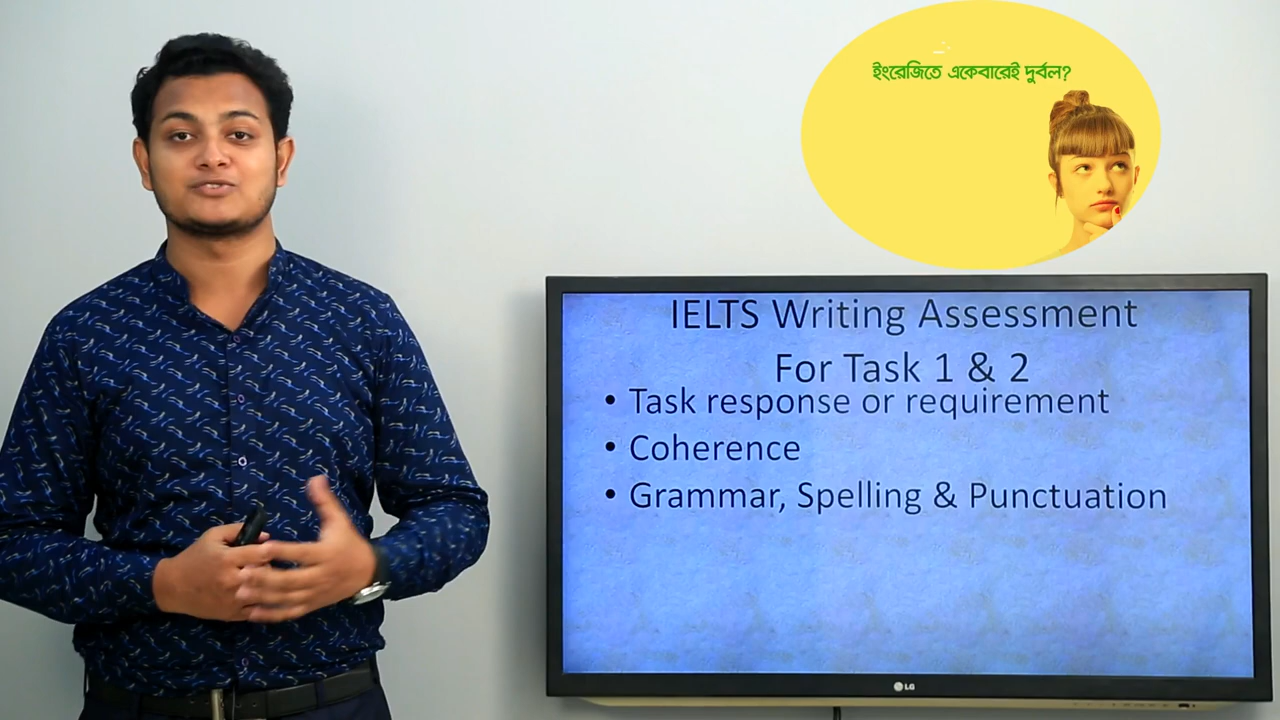 ইংরেজিতে একেবারেই দুর্বল?
IELTS Writing Assessment
For Task 1 & 2
• Task response or requirement
• Coherence
• Grammar, Spelling & Punctuation
LG